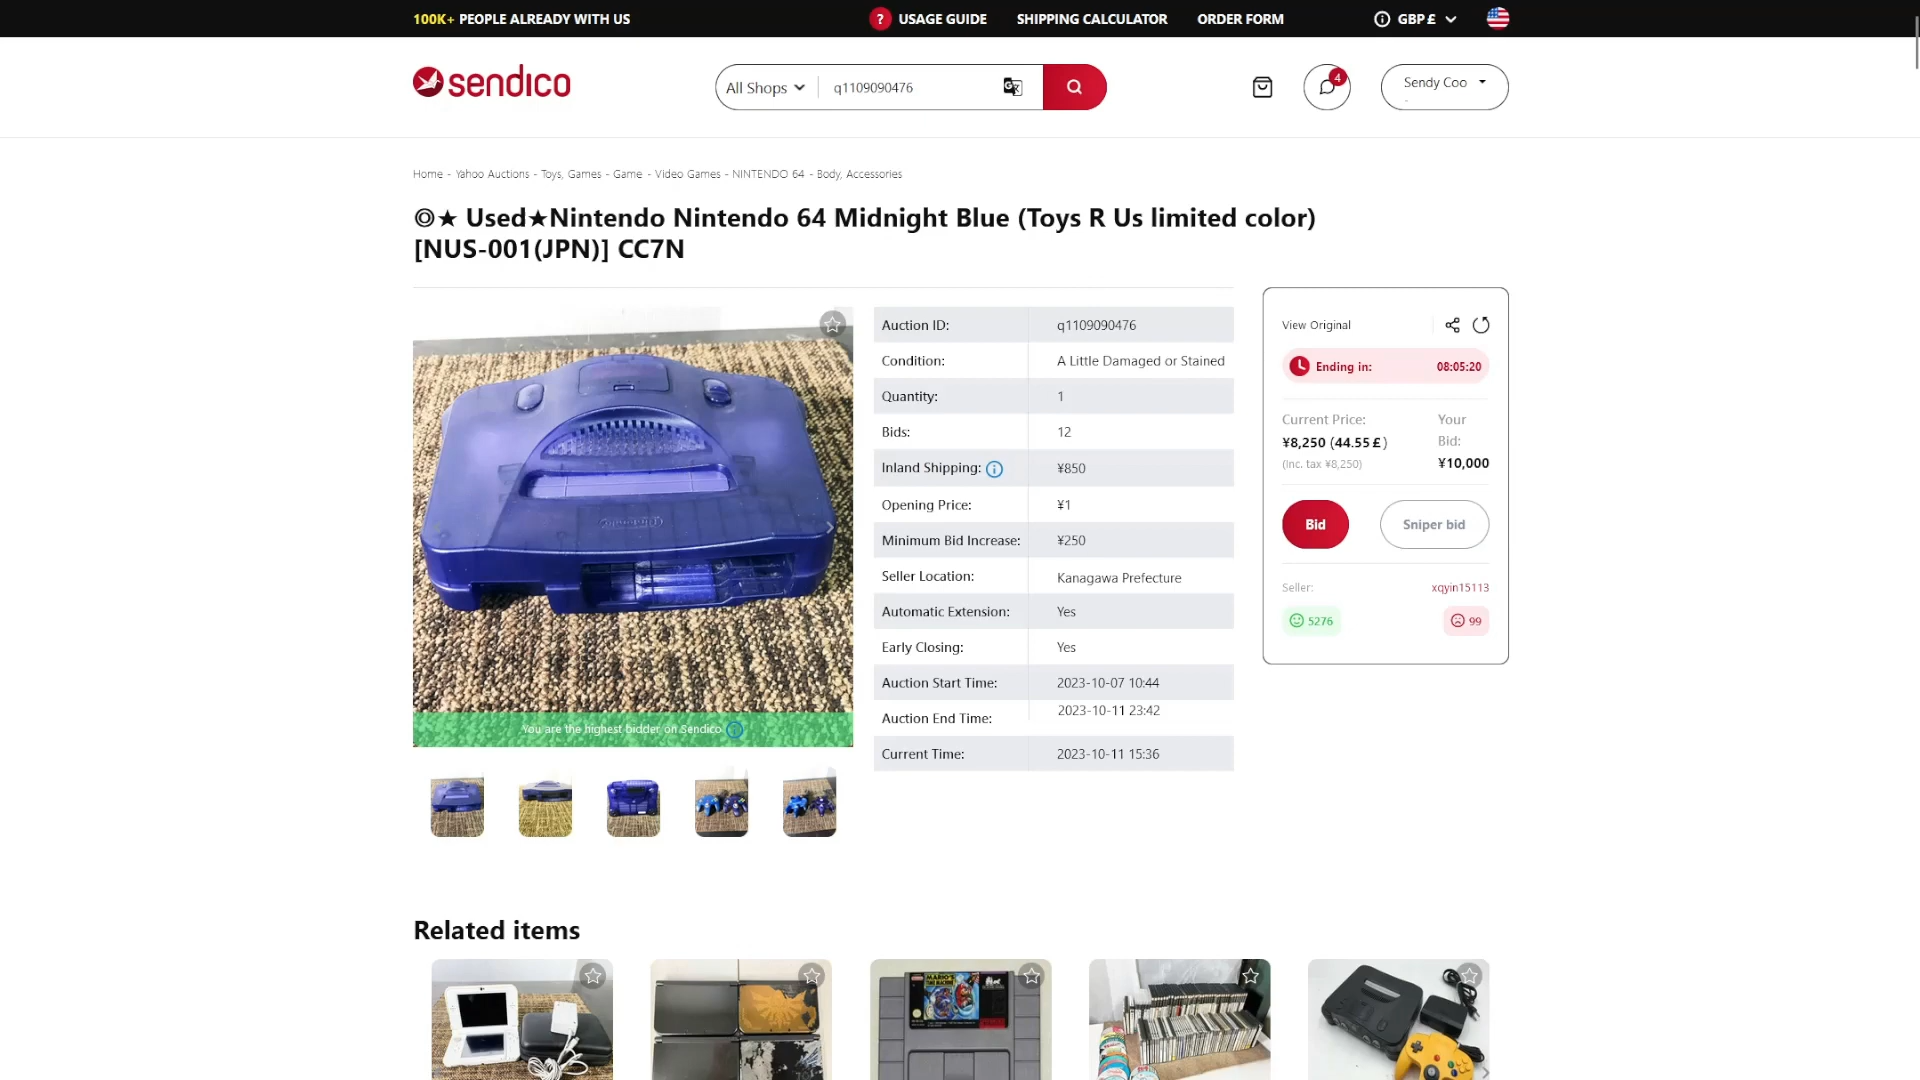 100K+ PEOPLE ALREADY WITH US
? USAGE GUIDE
SHIPPING CALCULATOR
ORDER FORM
GBP £
sendico
All Shops
q1109090476
4
Sendy Coo
Home - Yahoo Auctions - Toys, Games - Game - Video Games - NINTENDO 64 - Body, Accessories
◎★ Used★Nintendo Nintendo 64 Midnight Blue (Toys R Us limited color)
[NUS-001(JPN)] CC7N
You are the highest bidder on Sendico
Auction ID: q1109090476
Condition: A Little Damaged or Stained
Quantity: 1
Bids: 12
Inland Shipping: ¥850
Opening Price: ¥1
Minimum Bid Increase: ¥250
Seller Location: Kanagawa Prefecture
Automatic Extension: Yes
Early Closing: Yes
Auction Start Time: 2023-10-07 10:44
Auction End Time: 2023-10-11 23:42
Current Time: 2023-10-11 15:36
View Original
Ending in: 08:05:20
Current Price:
¥8,250 (44.55 £)
(Inc. tax ¥8,250)
Your
Bid:
¥10,000
Bid
Sniper bid
Seller: xqyin15113
5276
99
Related items
MARIO'S
TIME MACHINE